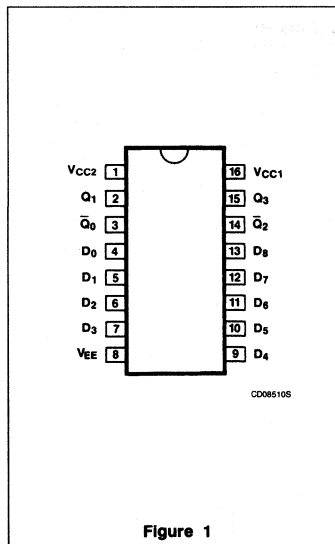 VCC2 1 16 VCC1
Q1 2 15 Q3
Q̅0 3 14 Q̅2
D0 4 13 D8
D1 5 12 D7
D2 6 11 D6
D3 7 10 D5
VEE 8 9 D4
CD08510S
Figure 1